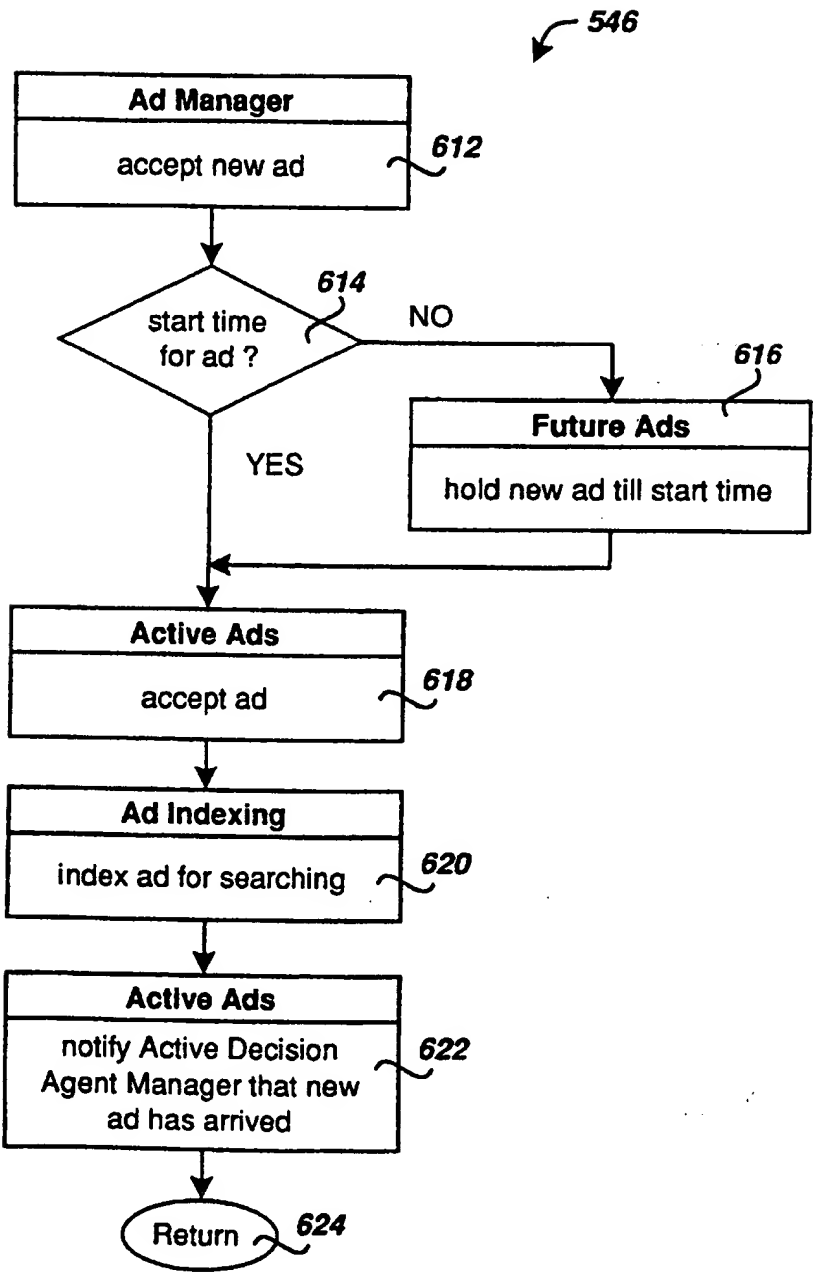 546
Ad Manager
accept new ad
612
start time
for ad ?
614
NO
YES
616
Future Ads
hold new ad till start time
Active Ads
accept ad
618
Ad Indexing
index ad for searching
620
Active Ads
notify Active Decision
Agent Manager that new
ad has arrived
622
Return
624